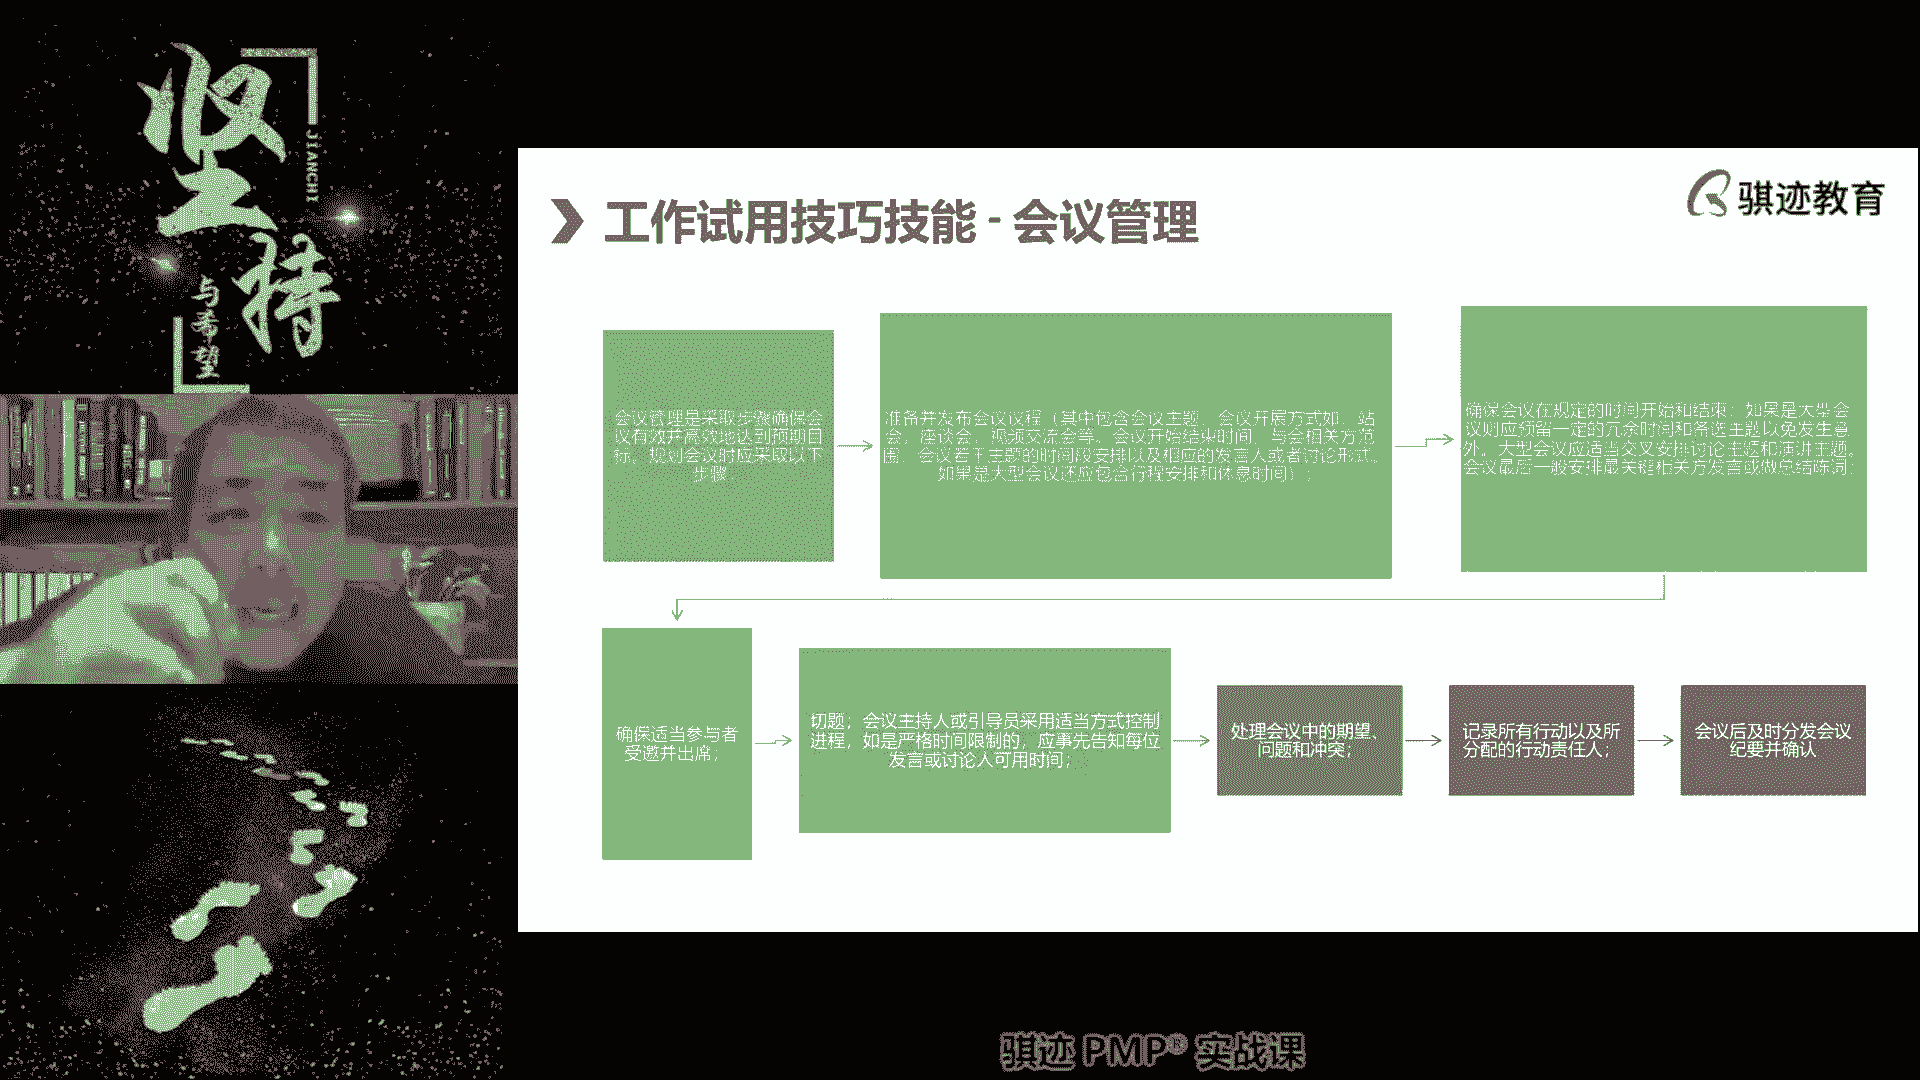 坚持
JIANCHI
与希望
骐迹教育
工作试用技巧技能 - 会议管理
会议管理是采取步骤确保会
议有效并高效地达到预期目
标。规划会议时应采取以下
步骤：
准备并发布会议议程（其中包含会议主题、会议开展方式如：站
会、座谈会、视频交流会等、会议开始结束时间、与会相关方范
围、会议若干主题的时间段安排以及相应的发言人或者讨论形式。
如果是大型会议还应包含行程安排和休息时间）；
确保会议在规定的时间开始和结束；如果是大型会
议则应预留一定的冗余时间和备选主题以免发生意
外。大型会议应适当交叉安排讨论主题和演讲主题。
会议最后一般安排最关键相关方发言或做总结陈词；
确保适当参与者
受邀并出席；
切题；会议主持人或引导员采用适当方式控制
进程，如是严格时间限制的，应事先告知每位
发言或讨论人可用时间；
处理会议中的期望、
问题和冲突；
记录所有行动以及所
分配的行动责任人；
会议后及时分发会议
纪要并确认
骐迹 PMP® 实战课